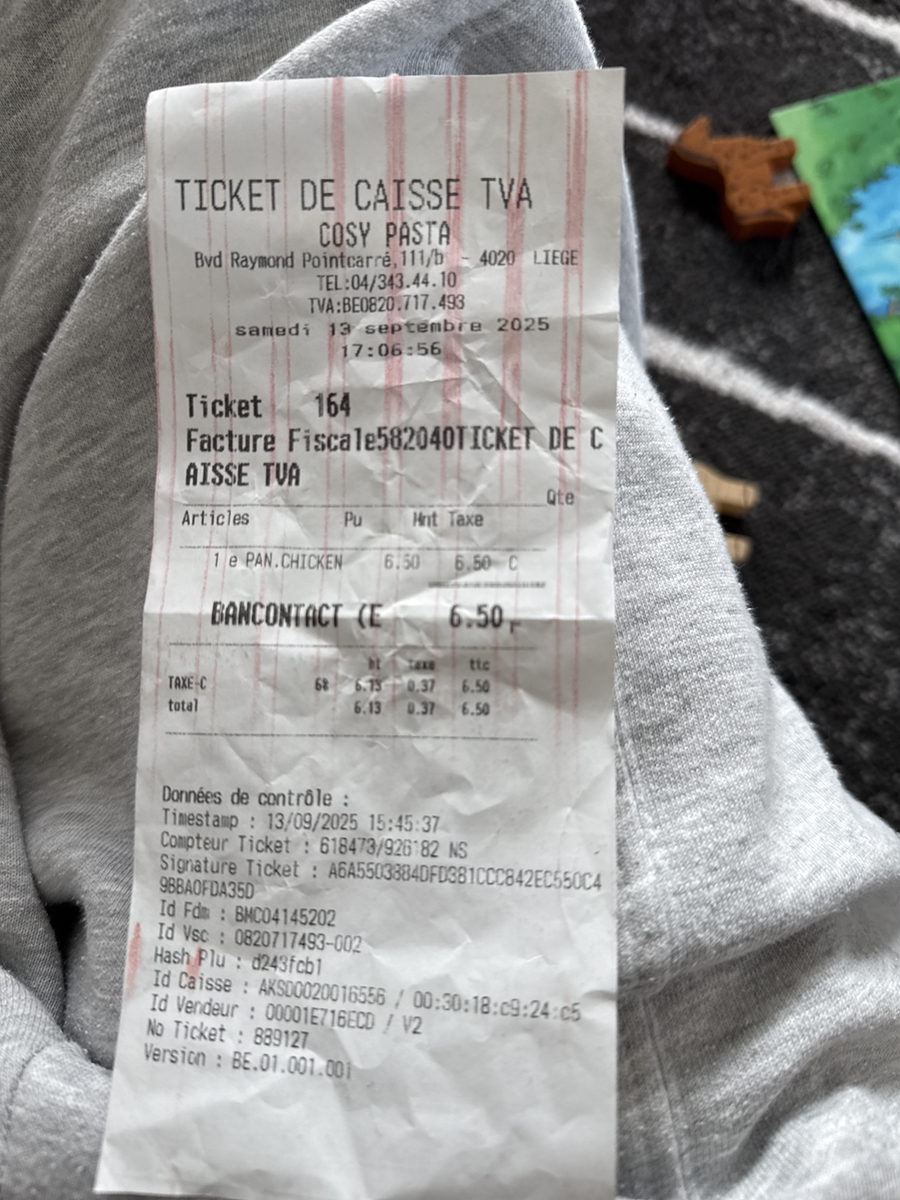 TICKET DE CAISSE TVA
COSY PASTA
Bvd Raymond Pointcarré,111/b - 4020 LIEGE
TEL:04/343.44.10
TVA:BE0820.717.493
samedi 13 septembre 2025
17:06:56
Ticket 164
Facture Fiscale582040TICKET DE C
AISSE TVA
Qte
Articles Pu Mnt Taxe
1 e PAN.CHICKEN 6.50 6.50 C
BANCONTACT (E 6.50
ht Taxe ttc
TAXE-C 6% 6.13 0.37 6.50
total 6.13 0.37 6.50
Données de contrôle :
Timestamp : 13/09/2025 15:45:37
Compteur Ticket : 618473/926182 NS
Signature Ticket : A6A5503384DFD381CCC842EC550C4
9BBA0FDA35D
Id Fdm : BMC04145202
Id Vsc : 0820717493-002
Hash Plu : d243fcb1
Id Caisse : AKSD0020016556 / 00:30:18:c9:24:c5
Id Vendeur : 00001E716ECD / V2
No Ticket : 889127
Version : BE.01.001.001